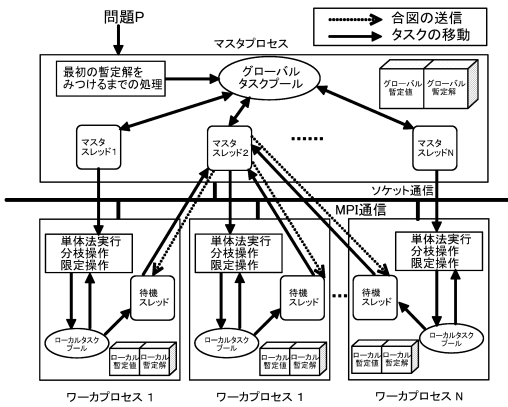 問題P
合図の送信
タスクの移動
マスタプロセス
最初の暫定解を
みつけるまでの処理
グローバル
タスクプール
グローバル
暫定値
グローバル
暫定解
マスタ
スレッド1
マスタ
スレッド2
……
マスタ
スレッドN
ソケット通信
MPI通信
単体法実行
分枝操作
限定操作
待機
スレッド
ローカルタスク
プール
ローカル
暫定値
ローカル
暫定解
ワーカプロセス 1
単体法実行
分枝操作
限定操作
待機
スレッド
ローカルタスク
プール
ローカル
暫定値
ローカル
暫定解
ワーカプロセス 1
…
単体法実行
分枝操作
限定操作
待機
スレッド
ローカルタスク
プール
ローカル
暫定値
ローカル
暫定解
ワーカプロセス N